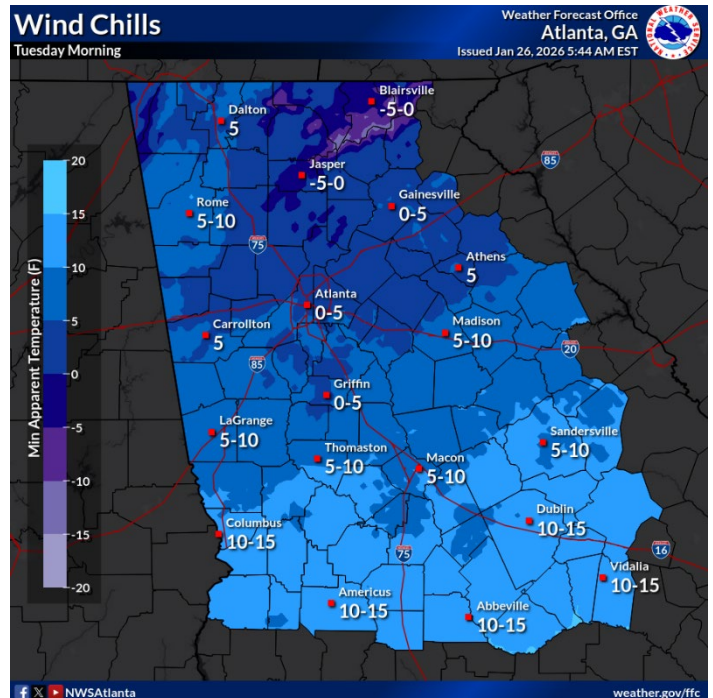 Wind Chills
Tuesday Morning
Weather Forecast Office
Atlanta, GA
Issued Jan 26, 2026 5:44 AM EST
NATIONAL WEATHER SERVICE
Blairsville
-5-0
Dalton
5
85
Jasper
-5-0
Gainesville
0-5
Rome
5-10
75
Athens
5
Atlanta
0-5
Carrollton
5
Madison
5-10
20
85
Griffin
0-5
LaGrange
5-10
Sandersville
5-10
Thomaston
5-10
Macon
5-10
Dublin
10-15
Columbus
10-15
75
16
Vidalia
10-15
Americus
10-15
Abbeville
10-15
Min Apparent Temperature (F)
20
15
10
5
0
-5
-10
-15
-20
NWSAtlanta
weather.gov/ffc